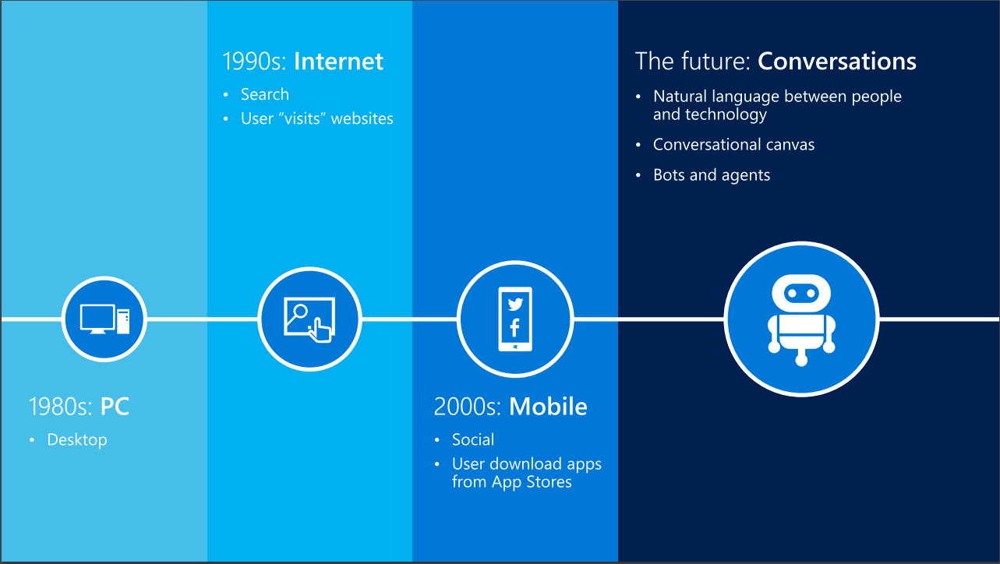 1980s: PC
• Desktop
1990s: Internet
• Search
• User “visits” websites
2000s: Mobile
• Social
• User download apps
from App Stores
The future: Conversations
• Natural language between people
and technology
• Conversational canvas
• Bots and agents